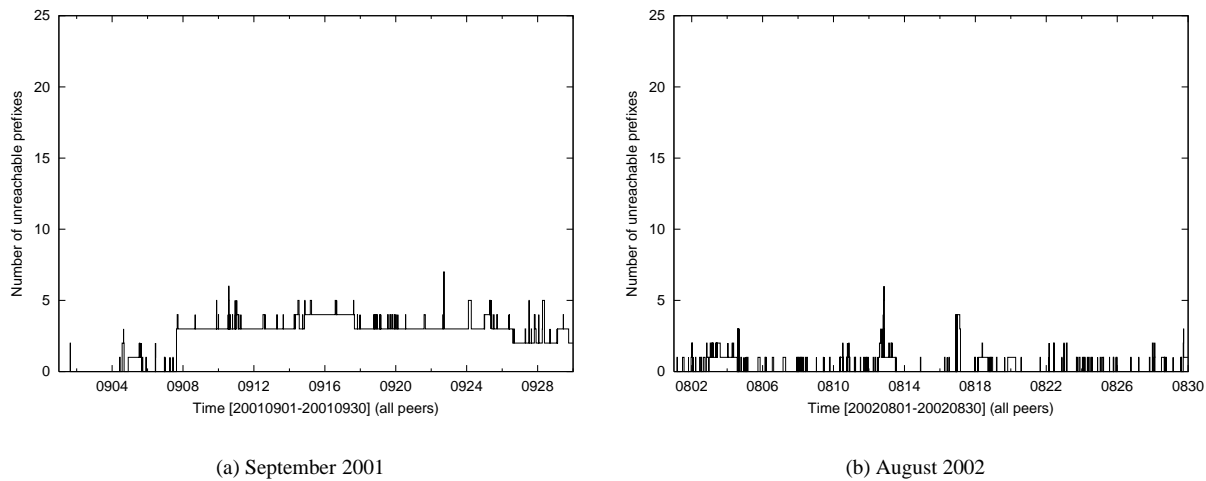 Number of unreachable prefixes
25
20
15
10
5
0
0904 0908 0912 0916 0920 0924 0928
Time [20010901-20010930] (all peers)
(a) September 2001
Number of unreachable prefixes
25
20
15
10
5
0
0802 0806 0810 0814 0818 0822 0826 0830
Time [20020801-20020830] (all peers)
(b) August 2002